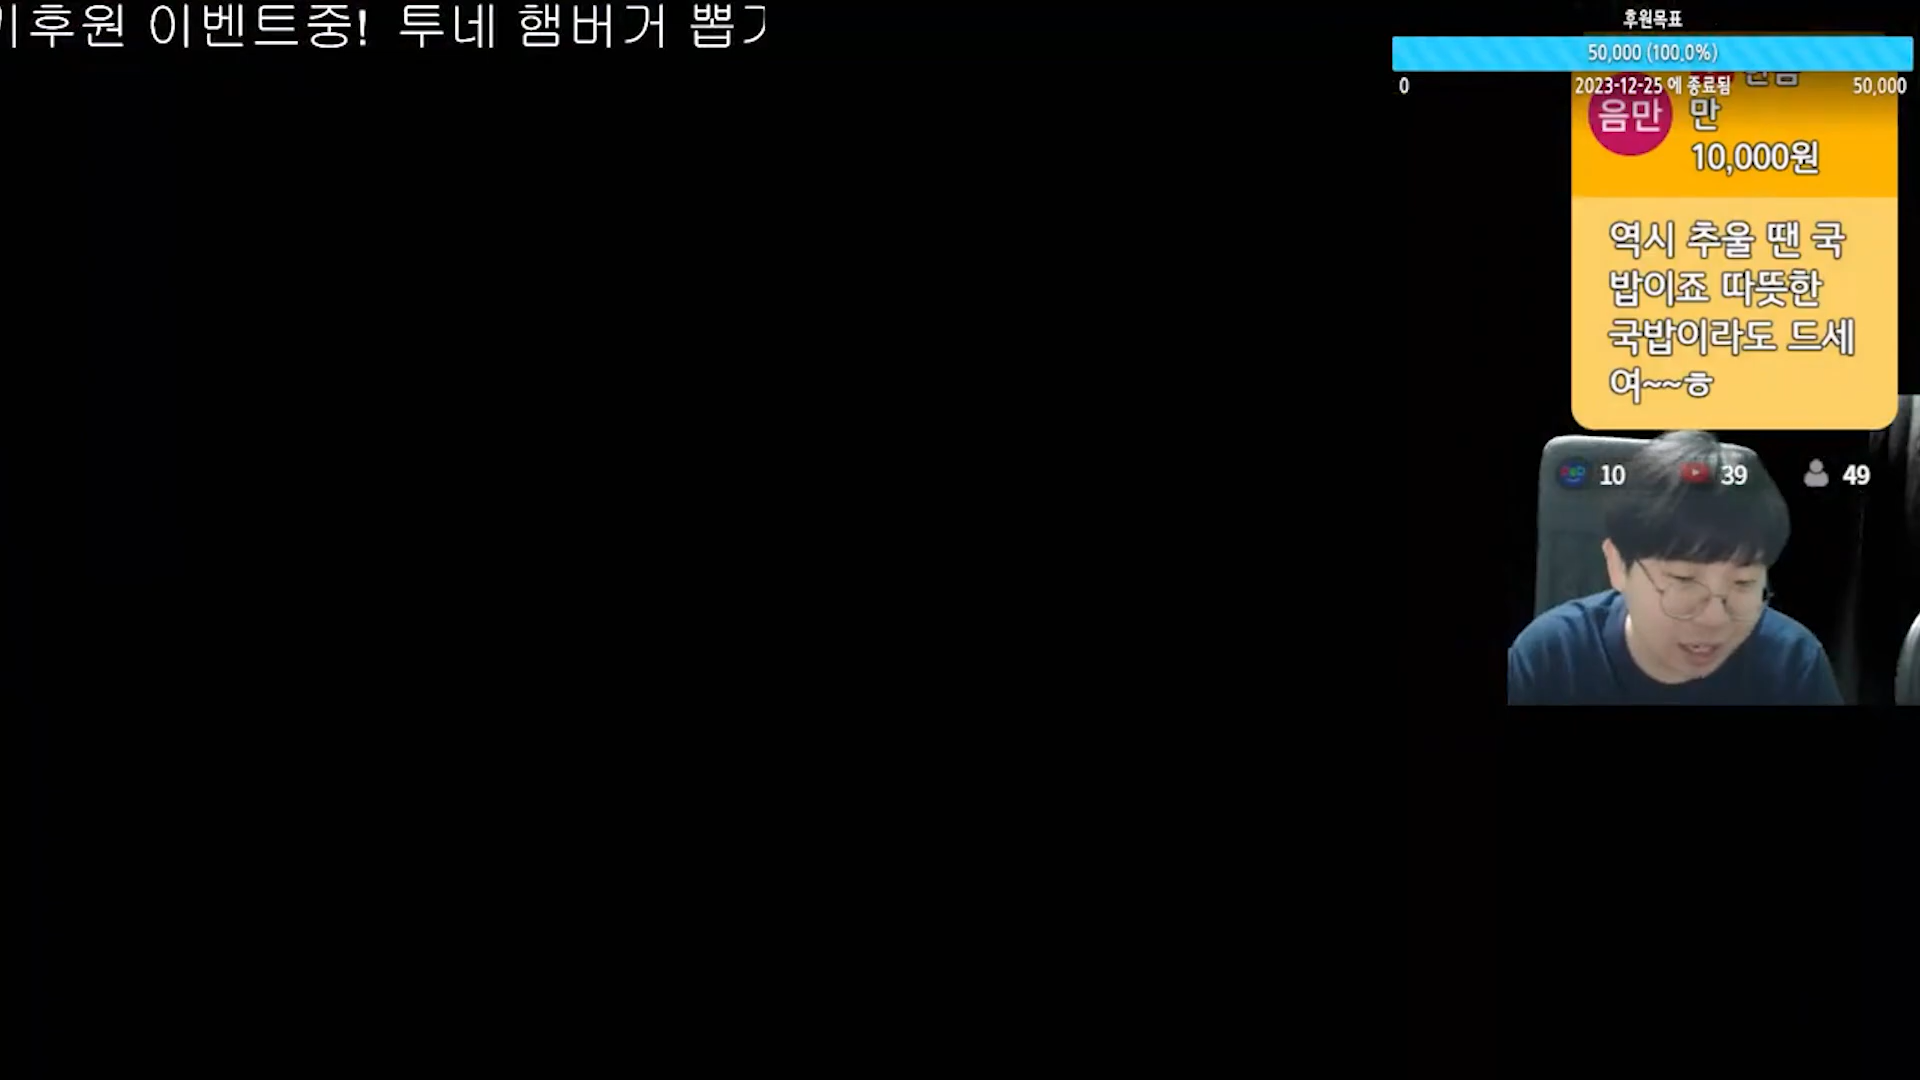 후원 이벤트중! 투네 햄버거 뽑
후원목표
50,000 (100.0%)
0
2023-12-25 에 종료됨
50,000
음만
만
10,000원
역시 추울 땐 국
밥이죠 따뜻한
국밥이라도 드세
여~~ㅎ
10
39
49